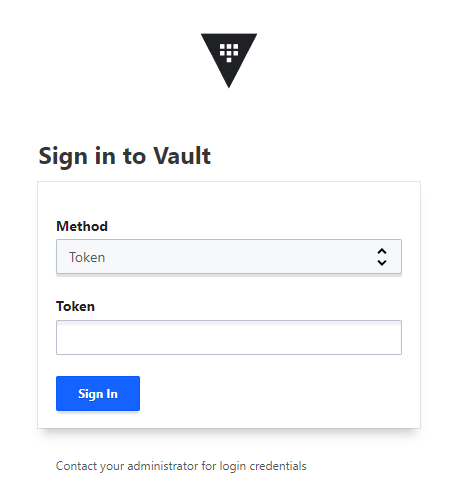 Sign in to Vault
Method
Token
Token
Sign In
Contact your administrator for login credentials